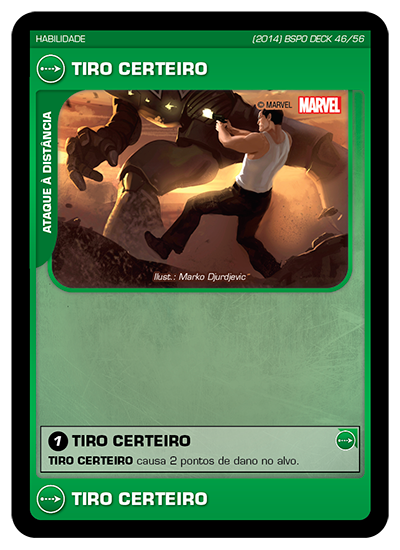 HABILIDADE
(2014) BSPO DECK 46/56
TIRO CERTEIRO
ATAQUE À DISTÂNCIA
© MARVEL
MARVEL
Ilust.: Marko Djurdjevic
1 TIRO CERTEIRO
TIRO CERTEIRO causa 2 pontos de dano no alvo.
TIRO CERTEIRO